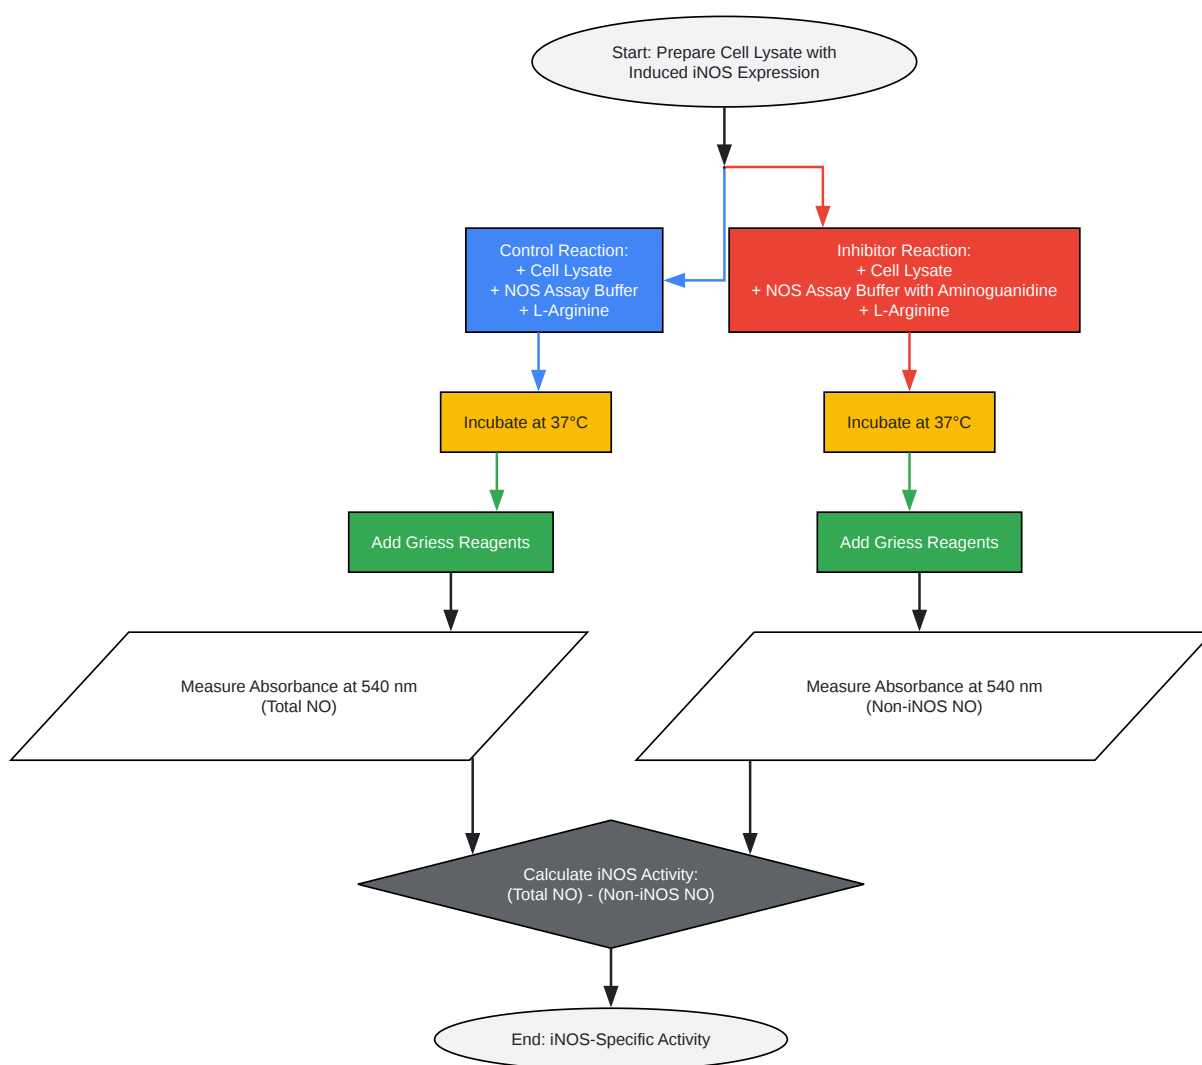 Start: Prepare Cell Lysate with
Induced iNOS Expression
Control Reaction:
+ Cell Lysate
+ NOS Assay Buffer
+ L-Arginine
Inhibitor Reaction:
+ Cell Lysate
+ NOS Assay Buffer with Aminoguanidine
+ L-Arginine
Incubate at 37°C
Incubate at 37°C
Add Griess Reagents
Add Griess Reagents
Measure Absorbance at 540 nm
(Total NO)
Measure Absorbance at 540 nm
(Non-iNOS NO)
Calculate iNOS Activity:
(Total NO) - (Non-iNOS NO)
End: iNOS-Specific Activity